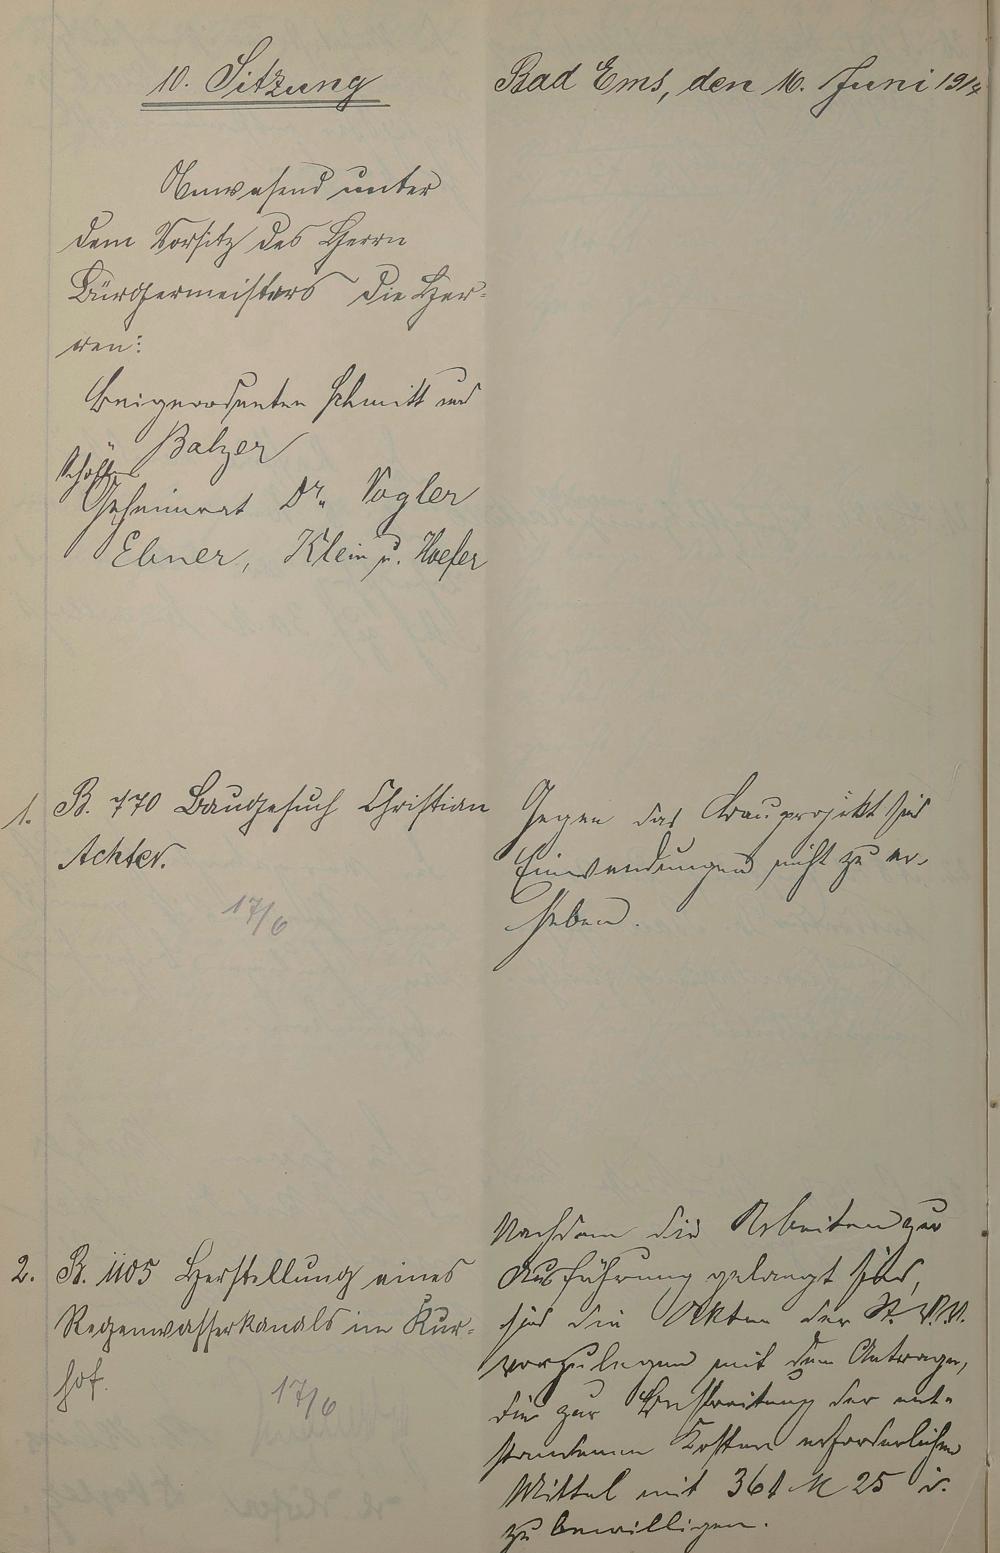 10. Sitzung
Bad Ems, den 16. Juni 1914
Anwesend unter
dem Vorsitz des Herrn
Bürgermeisters die Her-
ren:
Beigeordneten Schmitt und
Balzer
Schöffen
Geheimrat Dr. Vogler
Ebner, Klein u. Hoefer
1. B. 770 Baugesuch Christian
Achter.
17/6
Gegen das Bauprojekt sind
Einwendungen nicht zu er-
heben.
2. B. 1105 Herstellung eines
Regenwasserkanals im Kur-
hof.
17/6
Nachdem die Arbeiten zur
Ausführung gelangt sind,
sind die Akten der St. V.V.
vorzulegen mit dem Antrage,
die zur Bestreitung der ent-
standenen Kosten erforderlichen
Mittel mit 361 M 25
zu bewilligen.